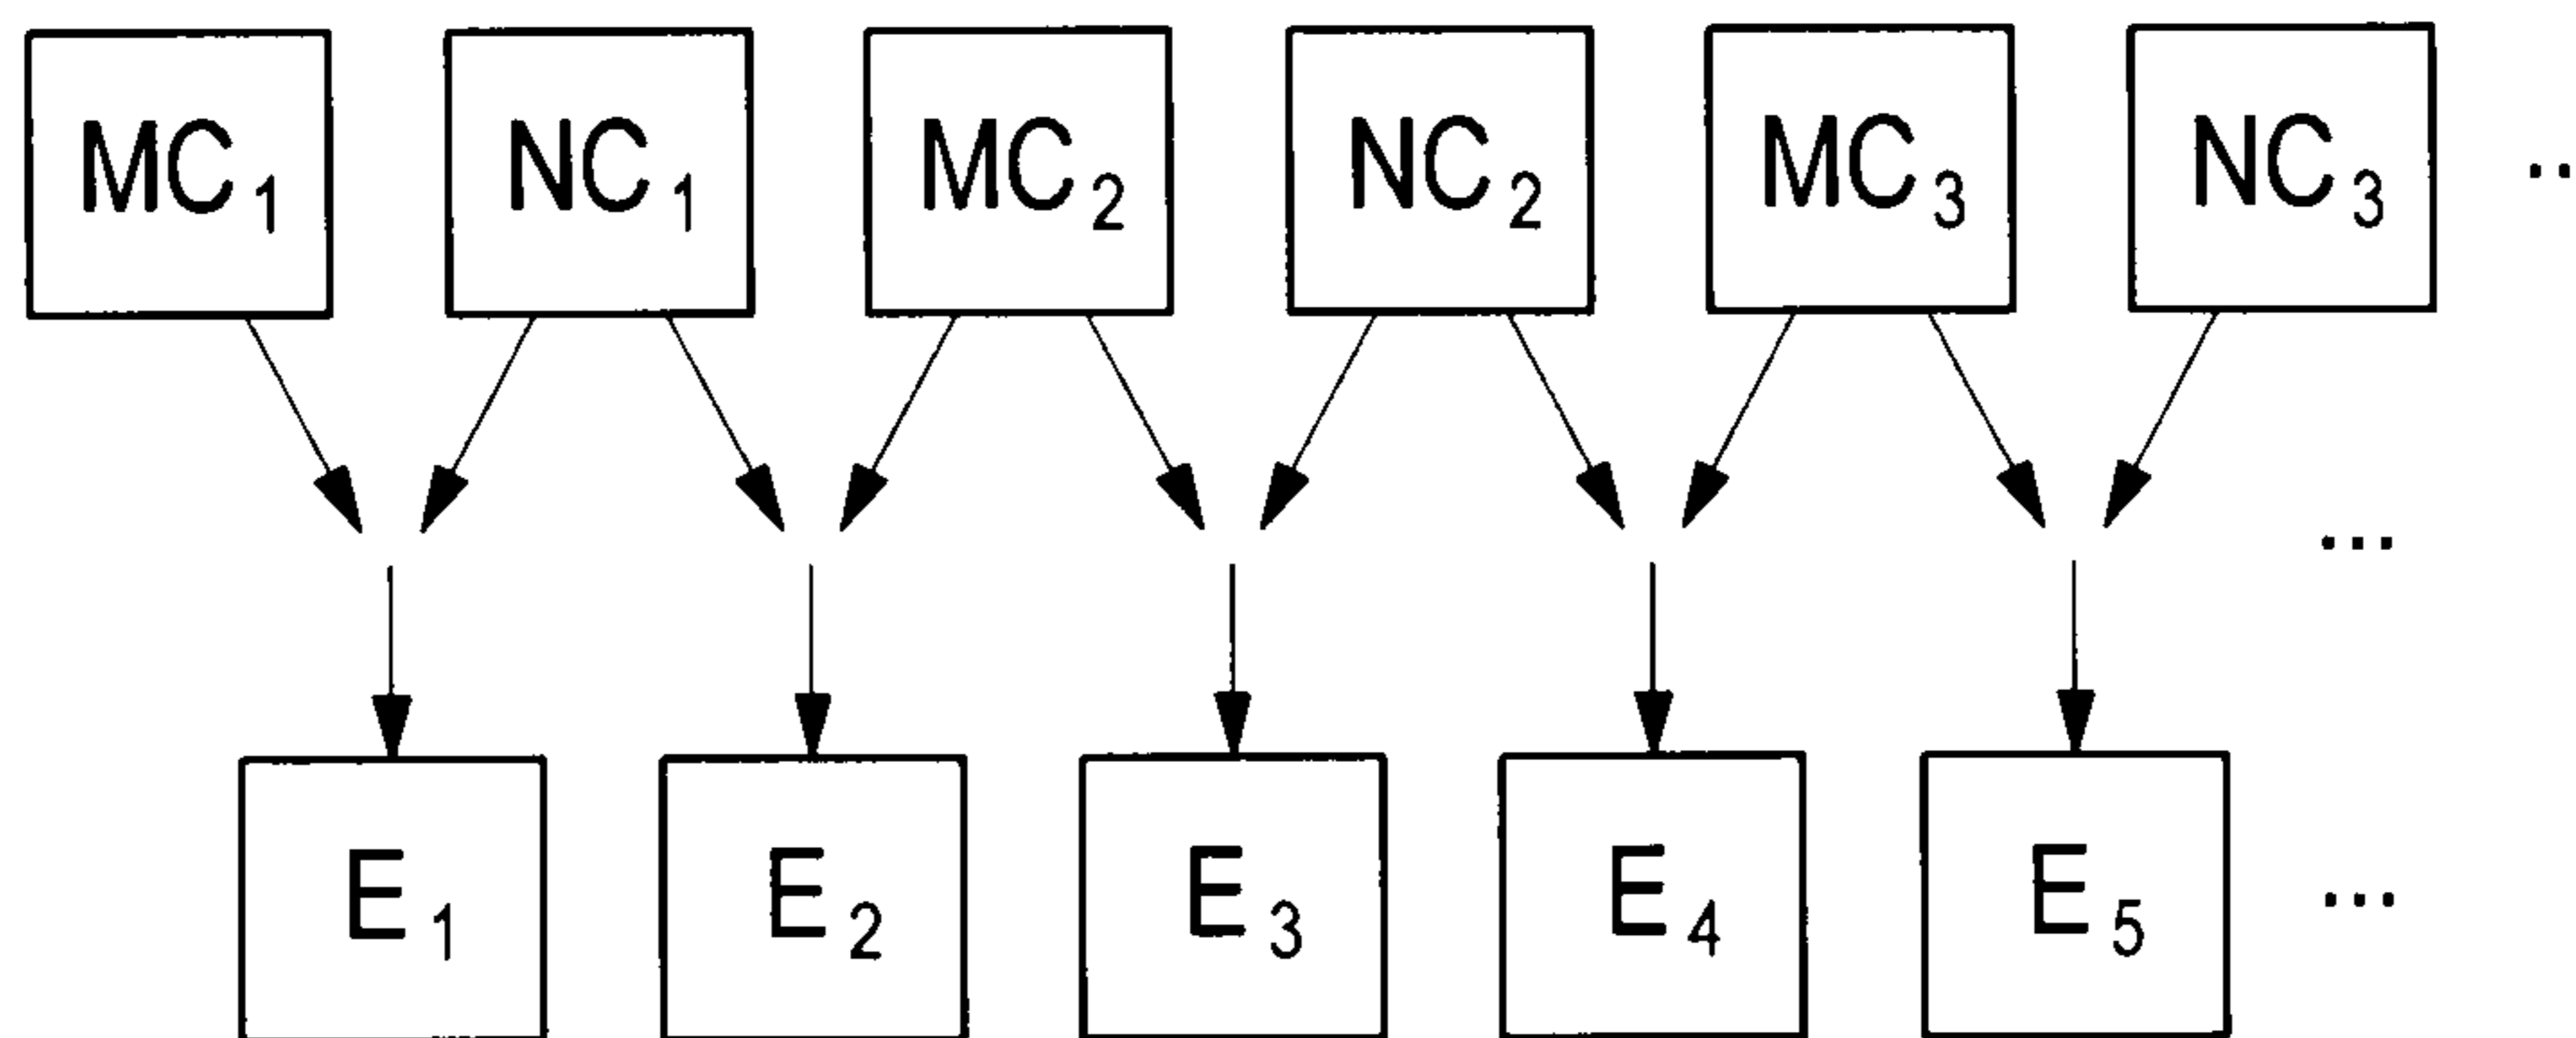 MC₁ NC₁ MC₂ NC₂ MC₃ NC₃ ..
...
E₁ E₂ E₃ E₄ E₅ ...